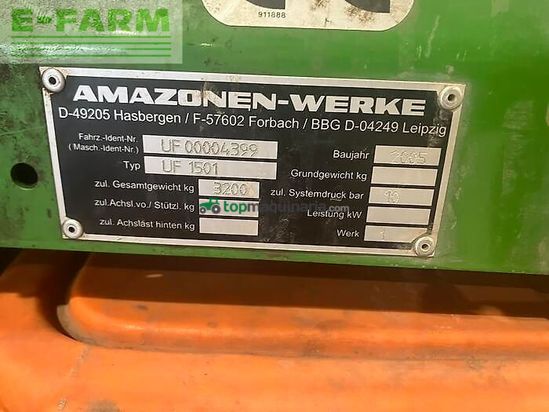 E-FARM
911888
AMAZONEN-WERKE
D-49205 Hasbergen / F-57602 Forbach / BBG D-04249 Leipzig
Fahrz.-Ident-Nr.
(Masch.-Ident-Nr.) UF 00004399 Baujahr 2005
Typ UF 1501 Grundgewicht kg
zul. Gesamtgewicht kg 3200 zul. Systemdruck bar 10
zul.Achsl.vo./ Stützl. kg Leistung kW
zul. Achslast hinten kg Werk 1
topmaquinaria.com